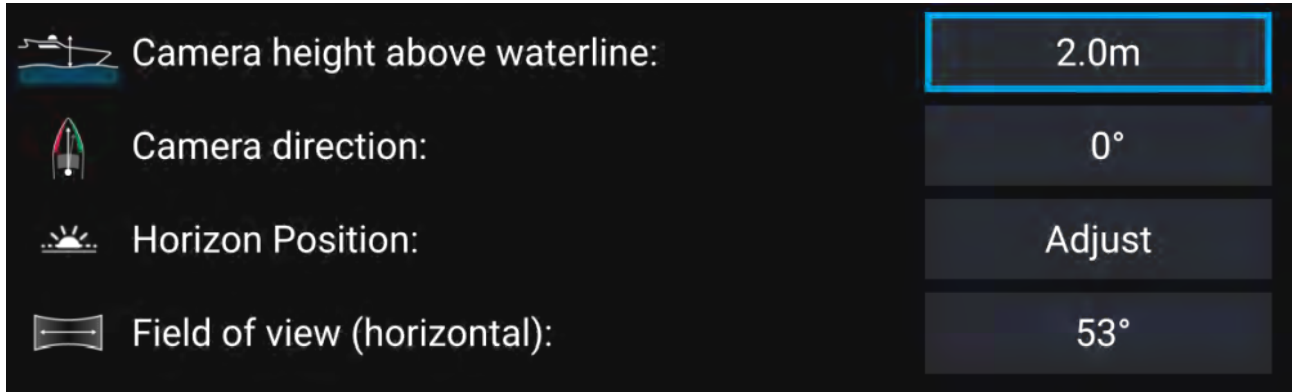 Camera height above waterline: 2.0m
Camera direction: 0°
Horizon Position: Adjust
Field of view (horizontal): 53°